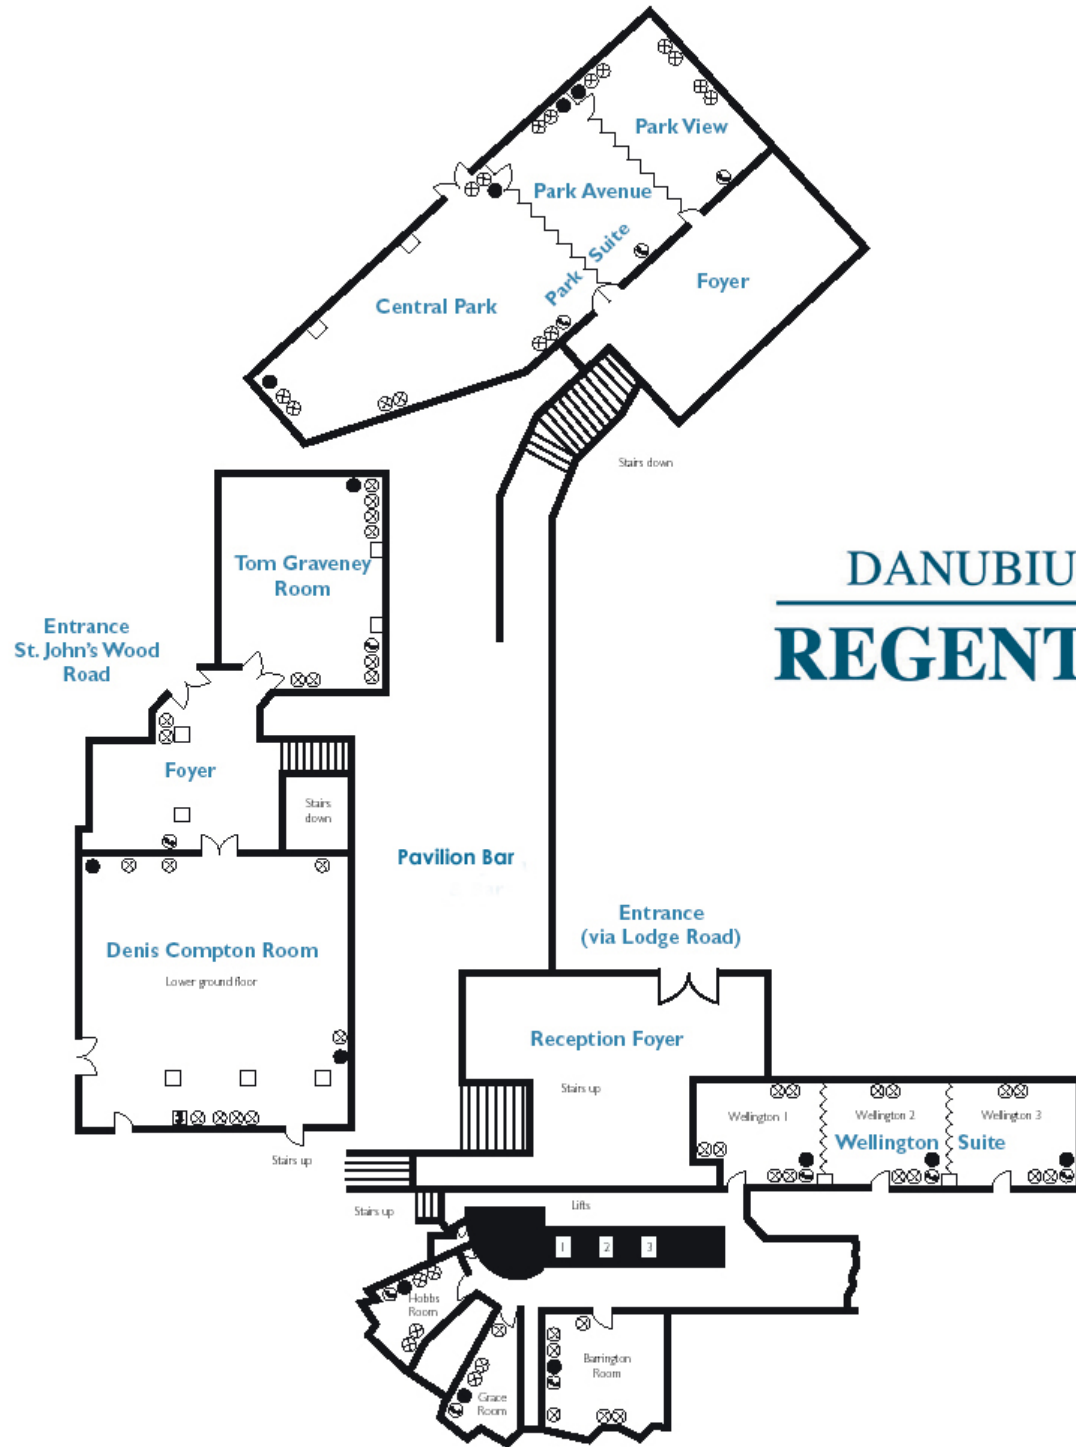 Park View
Park Avenue
Park Suite
Central Park
Foyer
Stairs down
Tom Graveney
Room
Entrance
St. John's Wood
Road
DANUBIU
REGENT
Foyer
Stairs
down
Pavilion Bar
Entrance
(via Lodge Road)
Denis Compton Room
Lower ground floor
Reception Foyer
Stairs up
Wellington 1
Wellington 2
Wellington 3
Wellington Suite
Stairs up
Stairs up
Lifts
1 2 3
Hobbs
Room
Barrington
Room
Grace
Room